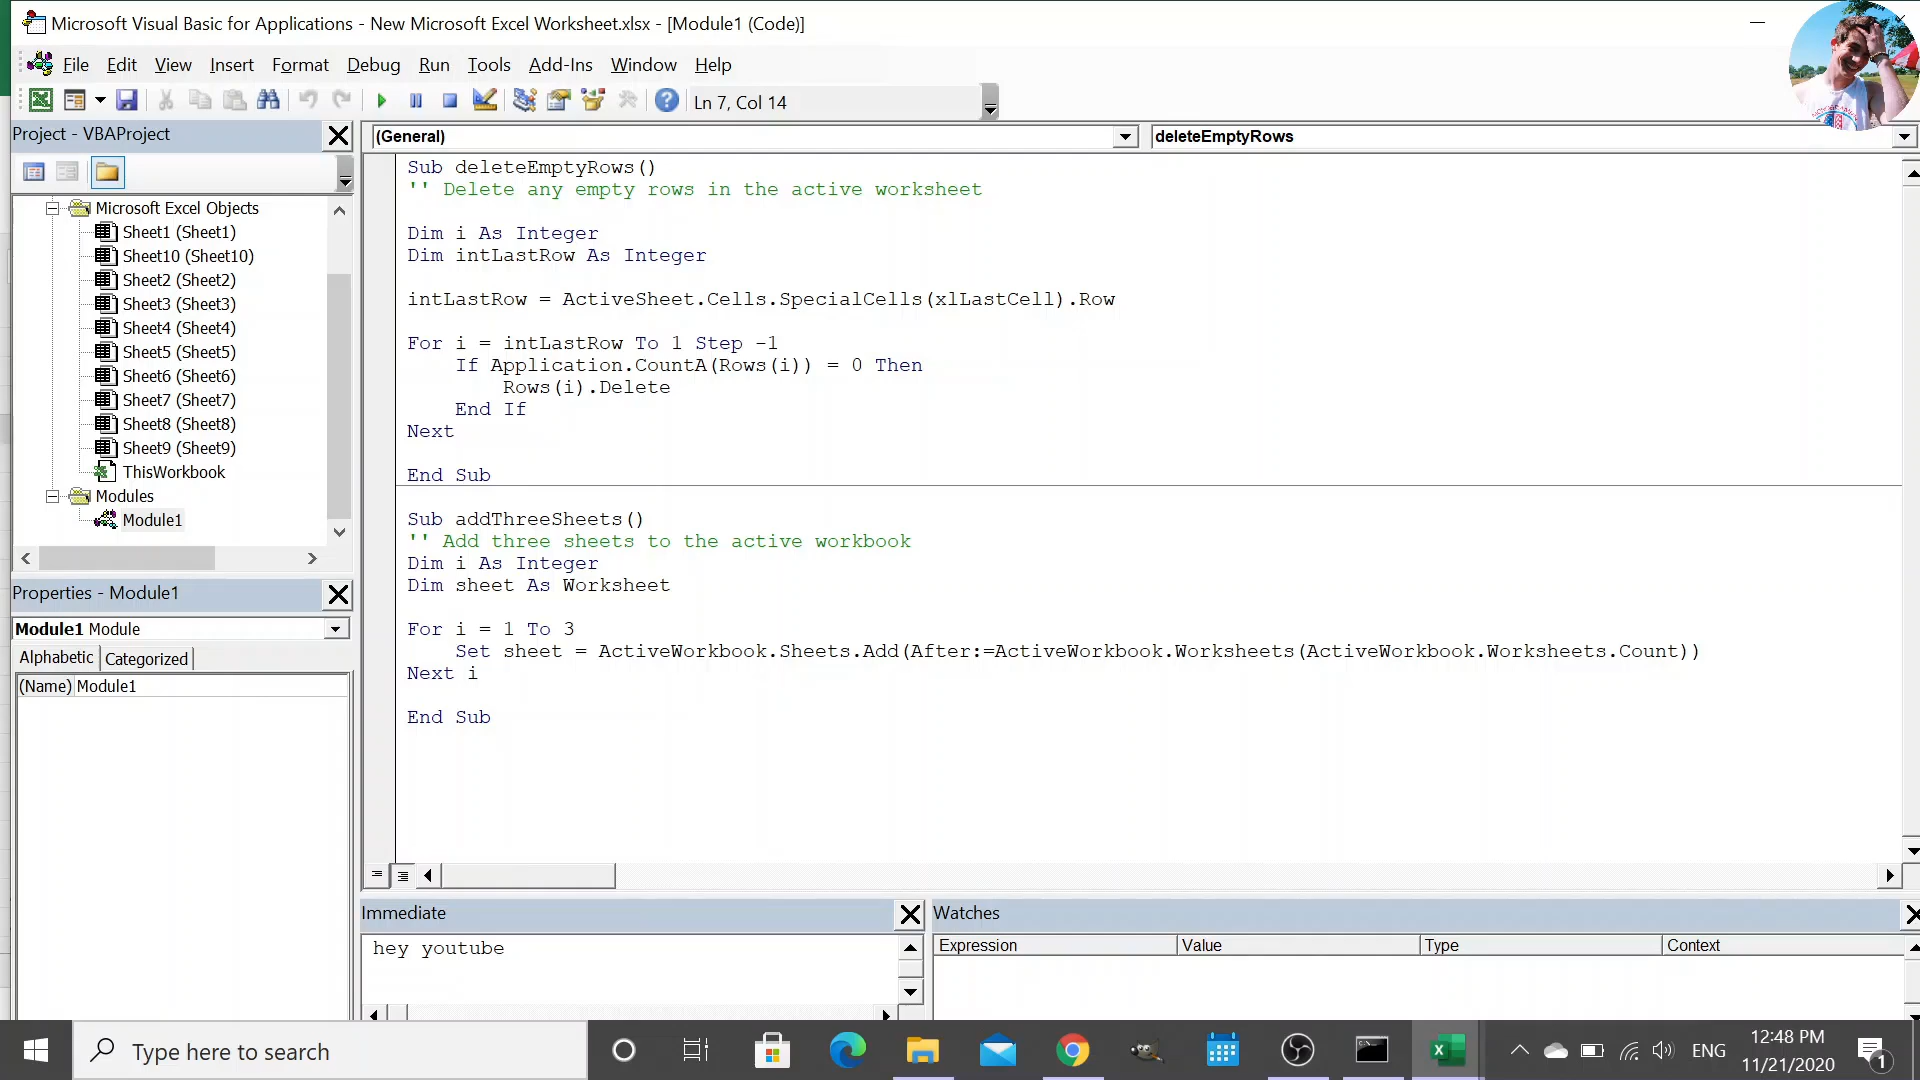 Microsoft Visual Basic for Applications - New Microsoft Excel Worksheet.xlsx - [Module1 (Code)]
File Edit View Insert Format Debug Run Tools Add-Ins Window Help
Ln 7, Col 14
Project - VBAProject
Microsoft Excel Objects
Sheet1 (Sheet1)
Sheet10 (Sheet10)
Sheet2 (Sheet2)
Sheet3 (Sheet3)
Sheet4 (Sheet4)
Sheet5 (Sheet5)
Sheet6 (Sheet6)
Sheet7 (Sheet7)
Sheet8 (Sheet8)
Sheet9 (Sheet9)
ThisWorkbook
Modules
Module1
Properties - Module1
Module1 Module
Alphabetic Categorized
(Name) Module1
(General) deleteEmptyRows
Sub deleteEmptyRows()
'' Delete any empty rows in the active worksheet
Dim i As Integer
Dim intLastRow As Integer
intLastRow = ActiveSheet.Cells.SpecialCells(xlLastCell).Row
For i = intLastRow To 1 Step -1
If Application.CountA(Rows(i)) = 0 Then
Rows(i).Delete
End If
Next
End Sub
Sub addThreeSheets()
'' Add three sheets to the active workbook
Dim i As Integer
Dim sheet As Worksheet
For i = 1 To 3
Set sheet = ActiveWorkbook.Sheets.Add(After:=ActiveWorkbook.Worksheets(ActiveWorkbook.Worksheets.Count))
Next i
End Sub
Immediate
hey youtube
Watches
Expression Value Type Context
Type here to search
ENG
12:48 PM
11/21/2020
1